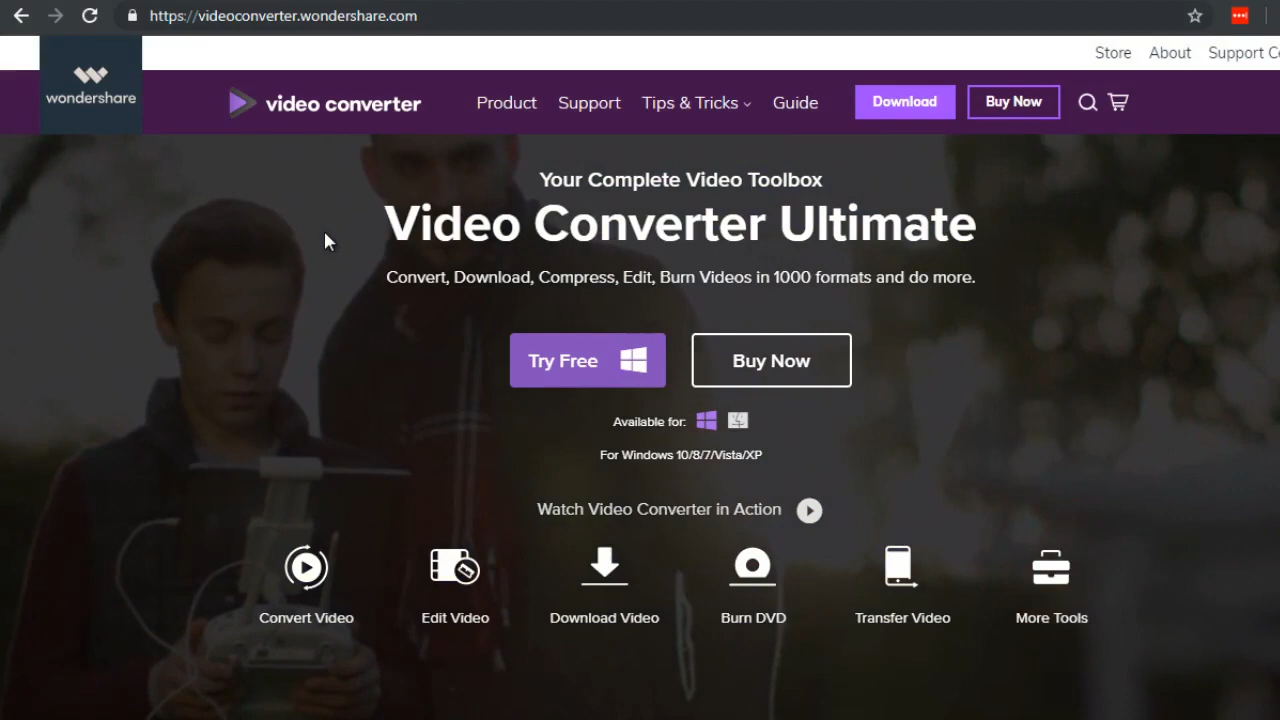 https://videoconverter.wondershare.com
Store About Support Ce
wondershare
video converter Product Support Tips & Tricks Guide Download Buy Now
Your Complete Video Toolbox
Video Converter Ultimate
Convert, Download, Compress, Edit, Burn Videos in 1000 formats and do more.
Try Free Buy Now
Available for:
For Windows 10/8/7/Vista/XP
Watch Video Converter in Action
Convert Video Edit Video Download Video Burn DVD Transfer Video More Tools